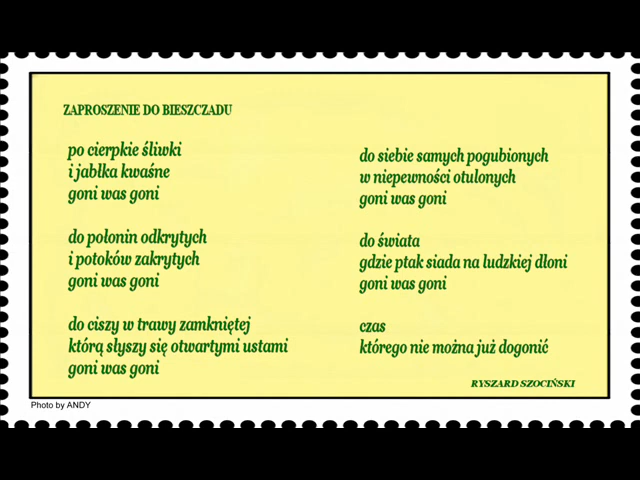 ZAPROSZENIE DO BIESZCZADU
po cierpkie śliwki
i jabłka kwaśne
goni was goni
do połonin odkrytych
i potoków zakrytych
goni was goni
do ciszy w trawy zamkniętej
którą słyszy się otwartymi ustami
goni was goni
do siebie samych pogubionych
w niepewności otulonych
goni was goni
do świata
gdzie ptak siada na ludzkiej dłoni
goni was goni
czas
którego nie można już dogonić
RYSZARD SZOCIŃSKI
Photo by ANDY